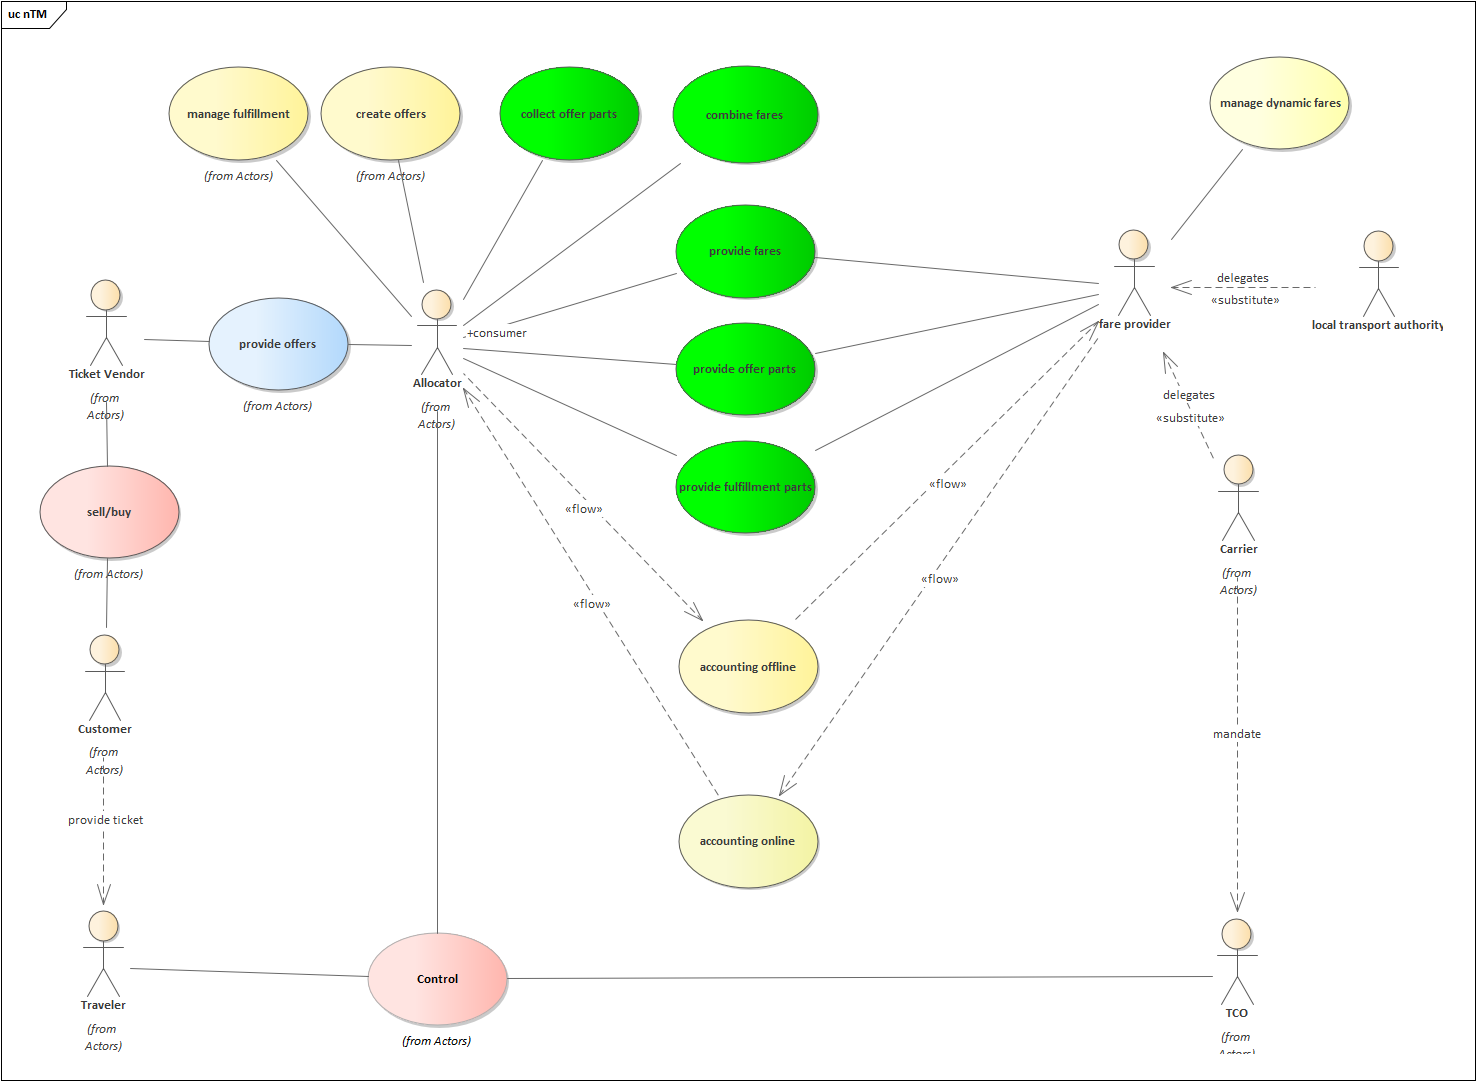 uc nTM
manage fulfillment
(from Actors)
create offers
(from Actors)
collect offer parts
combine fares
manage dynamic fares
provide fares
delegates
«substitute»
fare provider
local transport authority
+consumer
Ticket Vendor
(from
Actors)
provide offers
(from Actors)
Allocator
(from
Actors)
provide offer parts
delegates
«substitute»
provide fulfillment parts
sell/buy
(from Actors)
«flow»
«flow»
«flow»
«flow»
Carrier
(from
Actors)
accounting offline
Customer
(from
Actors)
mandate
provide ticket
accounting online
Traveler
(from
Actors)
Control
(from Actors)
TCO
(from
Actors)